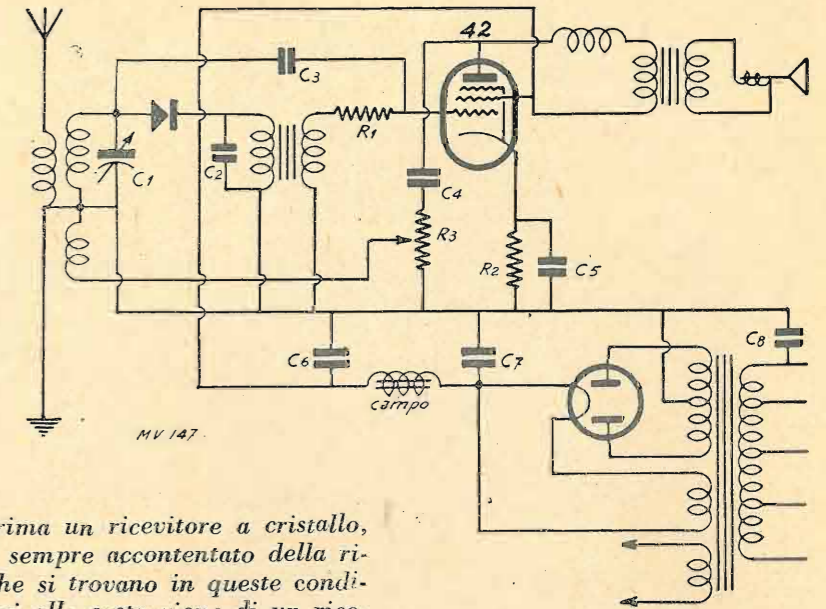 42
C3
R1
C1
C2
C4
R3
R2
C5
C6
C7
C8
campo
MV 147.
rima un ricevitore a cristallo,
sempre accontentato della ri-
he si trovano in queste condi-